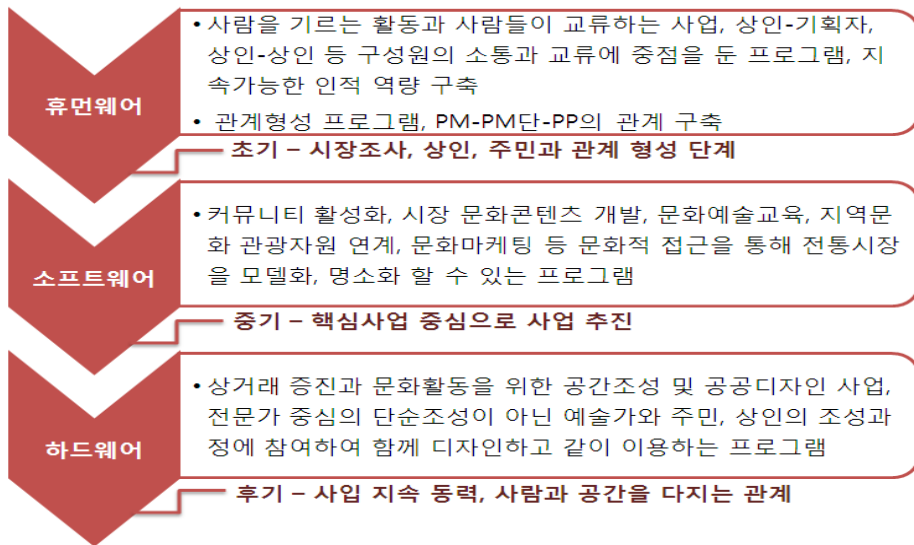 휴먼웨어
• 사람을 기르는 활동과 사람들이 교류하는 사업, 상인-기획자,
상인-상인 등 구성원의 소통과 교류에 중점을 둔 프로그램, 지
속가능한 인적 역량 구축
• 관계형성 프로그램, PM-PM단-PP의 관계 구축
초기 – 시장조사, 상인, 주민과 관계 형성 단계
소프트웨어
• 커뮤니티 활성화, 시장 문화콘텐츠 개발, 문화예술교육, 지역문
화 관광자원 연계, 문화마케팅 등 문화적 접근을 통해 전통시장
을 모델화, 명소화 할 수 있는 프로그램
중기 – 핵심사업 중심으로 사업 추진
하드웨어
• 상거래 증진과 문화활동을 위한 공간조성 및 공공디자인 사업,
전문가 중심의 단순조성이 아닌 예술가와 주민, 상인의 조성과
정에 참여하여 함께 디자인하고 같이 이용하는 프로그램
후기 – 사입 지속 동력, 사람과 공간을 다지는 관계